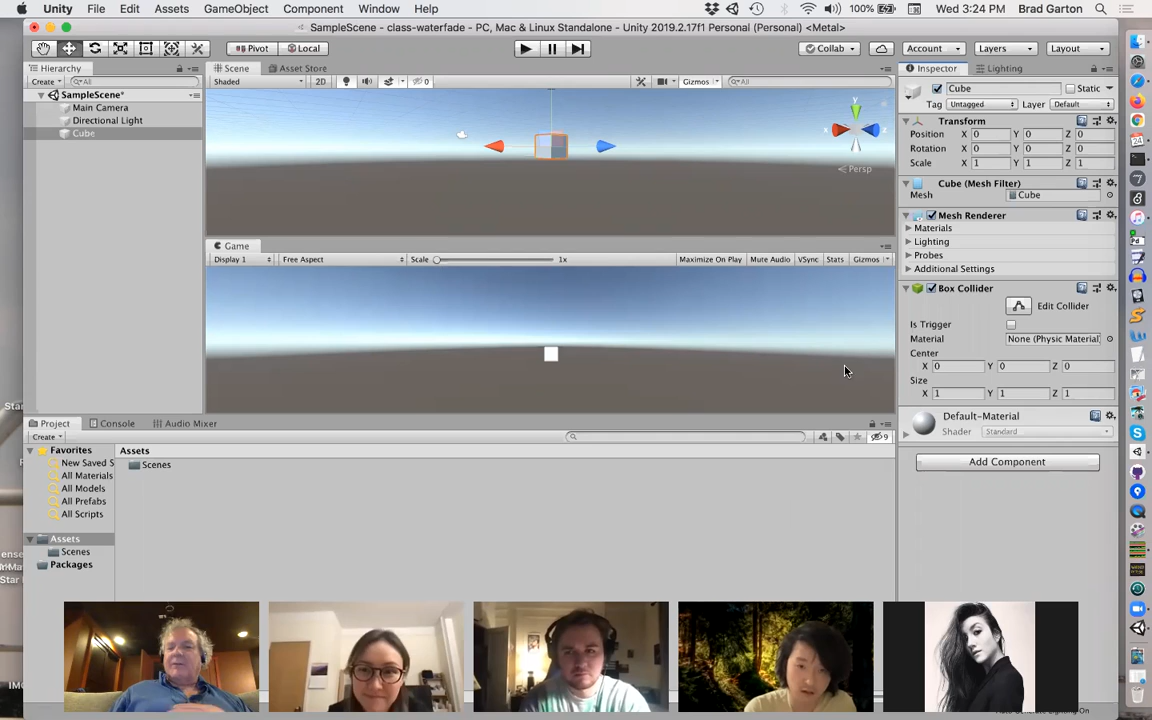 Unity File Edit Assets GameObject Component Window Help 100% Wed 3:24 PM Brad Garton
SampleScene - class-waterfade - PC, Mac & Linux Standalone - Unity 2019.2.17f1 Personal (Personal) <Metal>
Pivot Local Collab Account Layers Layout
Hierarchy
Create All
SampleScene*
Main Camera
Directional Light
Cube
Scene Asset Store
Shaded 2D 0 Gizmos All
y
x z
Persp
Game
Display 1 Free Aspect Scale 1x Maximize On Play Mute Audio VSync Stats Gizmos
Inspector Lighting
Cube Static
Tag Untagged Layer Default
Transform
Position X 0 Y 0 Z 0
Rotation X 0 Y 0 Z 0
Scale X 1 Y 1 Z 1
Cube (Mesh Filter)
Mesh Cube
Mesh Renderer
Materials
Lighting
Probes
Additional Settings
Box Collider
Edit Collider
Is Trigger
Material None (Physic Material)
Center
X 0 Y 0 Z 0
Size
X 1 Y 1 Z 1
Default-Material
Shader Standard
Add Component
Project Console Audio Mixer
Create 9
Favorites
New Saved S
All Materials
All Models
All Prefabs
All Scripts
Assets
Scenes
Packages
Assets
Scenes